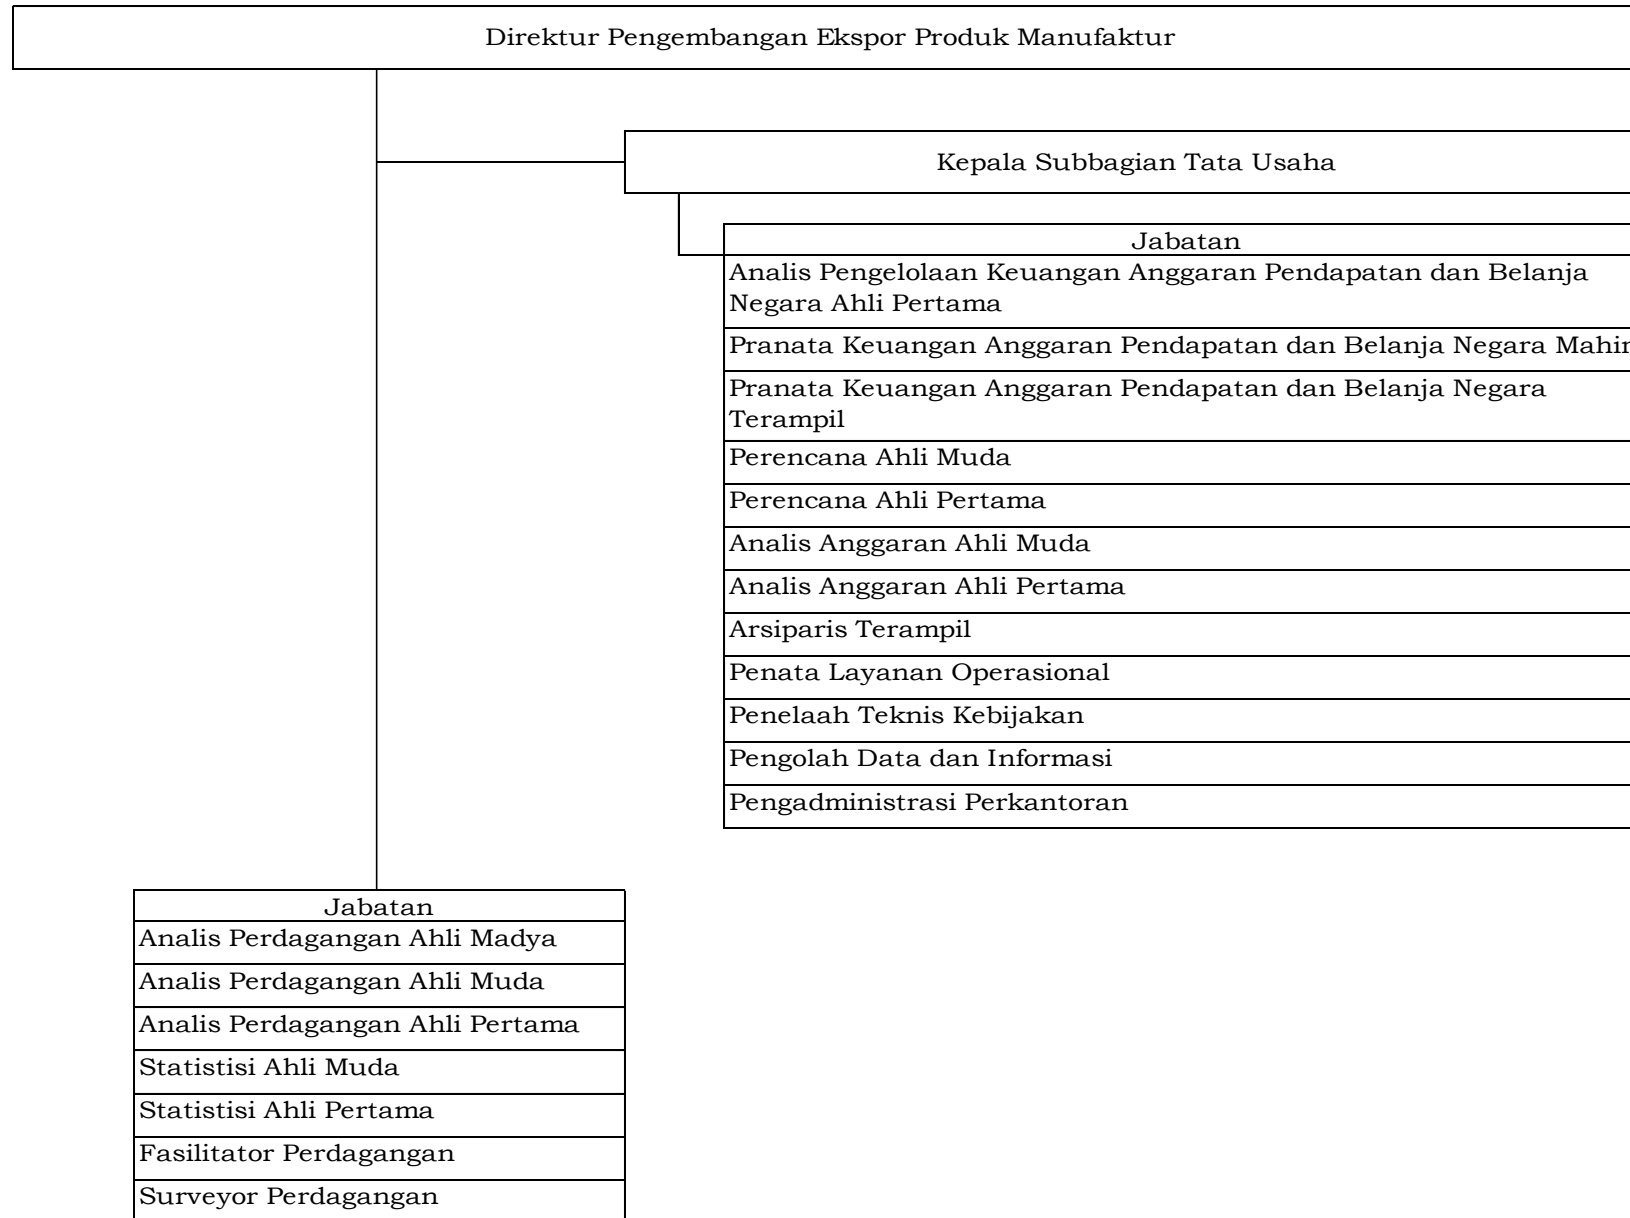 Direktur Pengembangan Ekspor Produk Manufaktur
Kepala Subbagian Tata Usaha
Jabatan
Analis Pengelolaan Keuangan Anggaran Pendapatan dan Belanja
Negara Ahli Pertama
Pranata Keuangan Anggaran Pendapatan dan Belanja Negara Mahir
Pranata Keuangan Anggaran Pendapatan dan Belanja Negara
Terampil
Perencana Ahli Muda
Perencana Ahli Pertama
Analis Anggaran Ahli Muda
Analis Anggaran Ahli Pertama
Arsiparis Terampil
Penata Layanan Operasional
Penelaah Teknis Kebijakan
Pengolah Data dan Informasi
Pengadministrasi Perkantoran
Jabatan
Analis Perdagangan Ahli Madya
Analis Perdagangan Ahli Muda
Analis Perdagangan Ahli Pertama
Statistisi Ahli Muda
Statistisi Ahli Pertama
Fasilitator Perdagangan
Surveyor Perdagangan